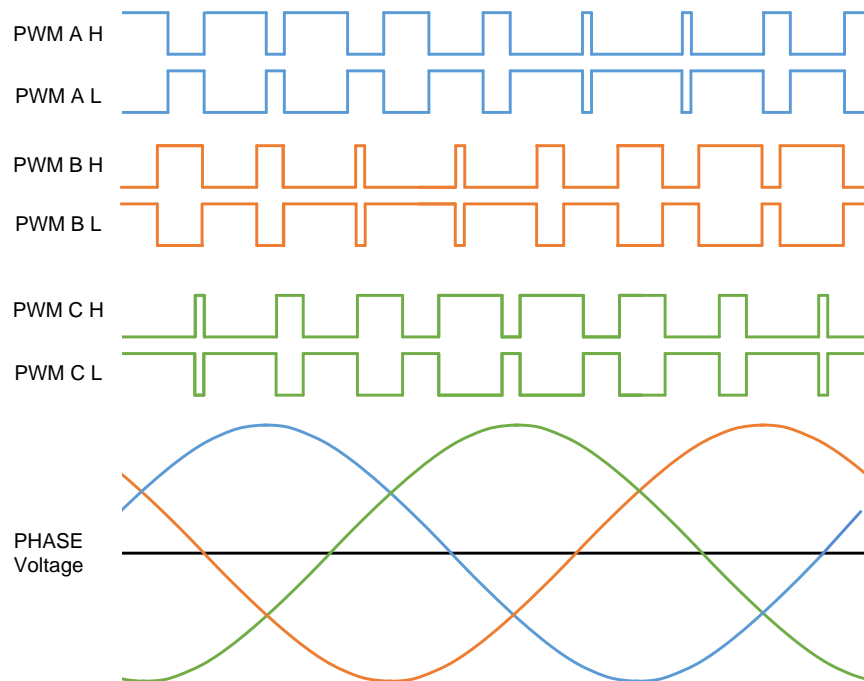 PWM A H
PWM A L
PWM B H
PWM B L
PWM C H
PWM C L
PHASE
Voltage